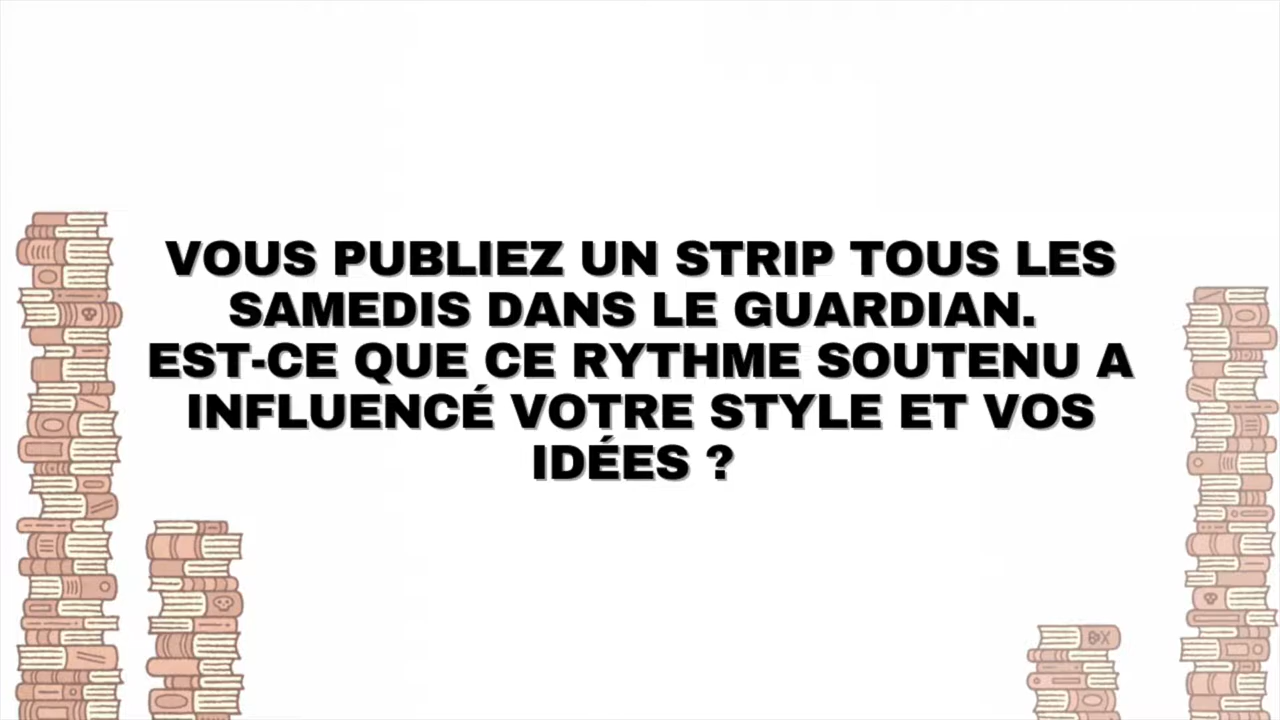 VOUS PUBLIEZ UN STRIP TOUS LES
SAMEDIS DANS LE GUARDIAN.
EST-CE QUE CE RYTHME SOUTENU A
INFLUENCÉ VOTRE STYLE ET VOS
IDÉES ?